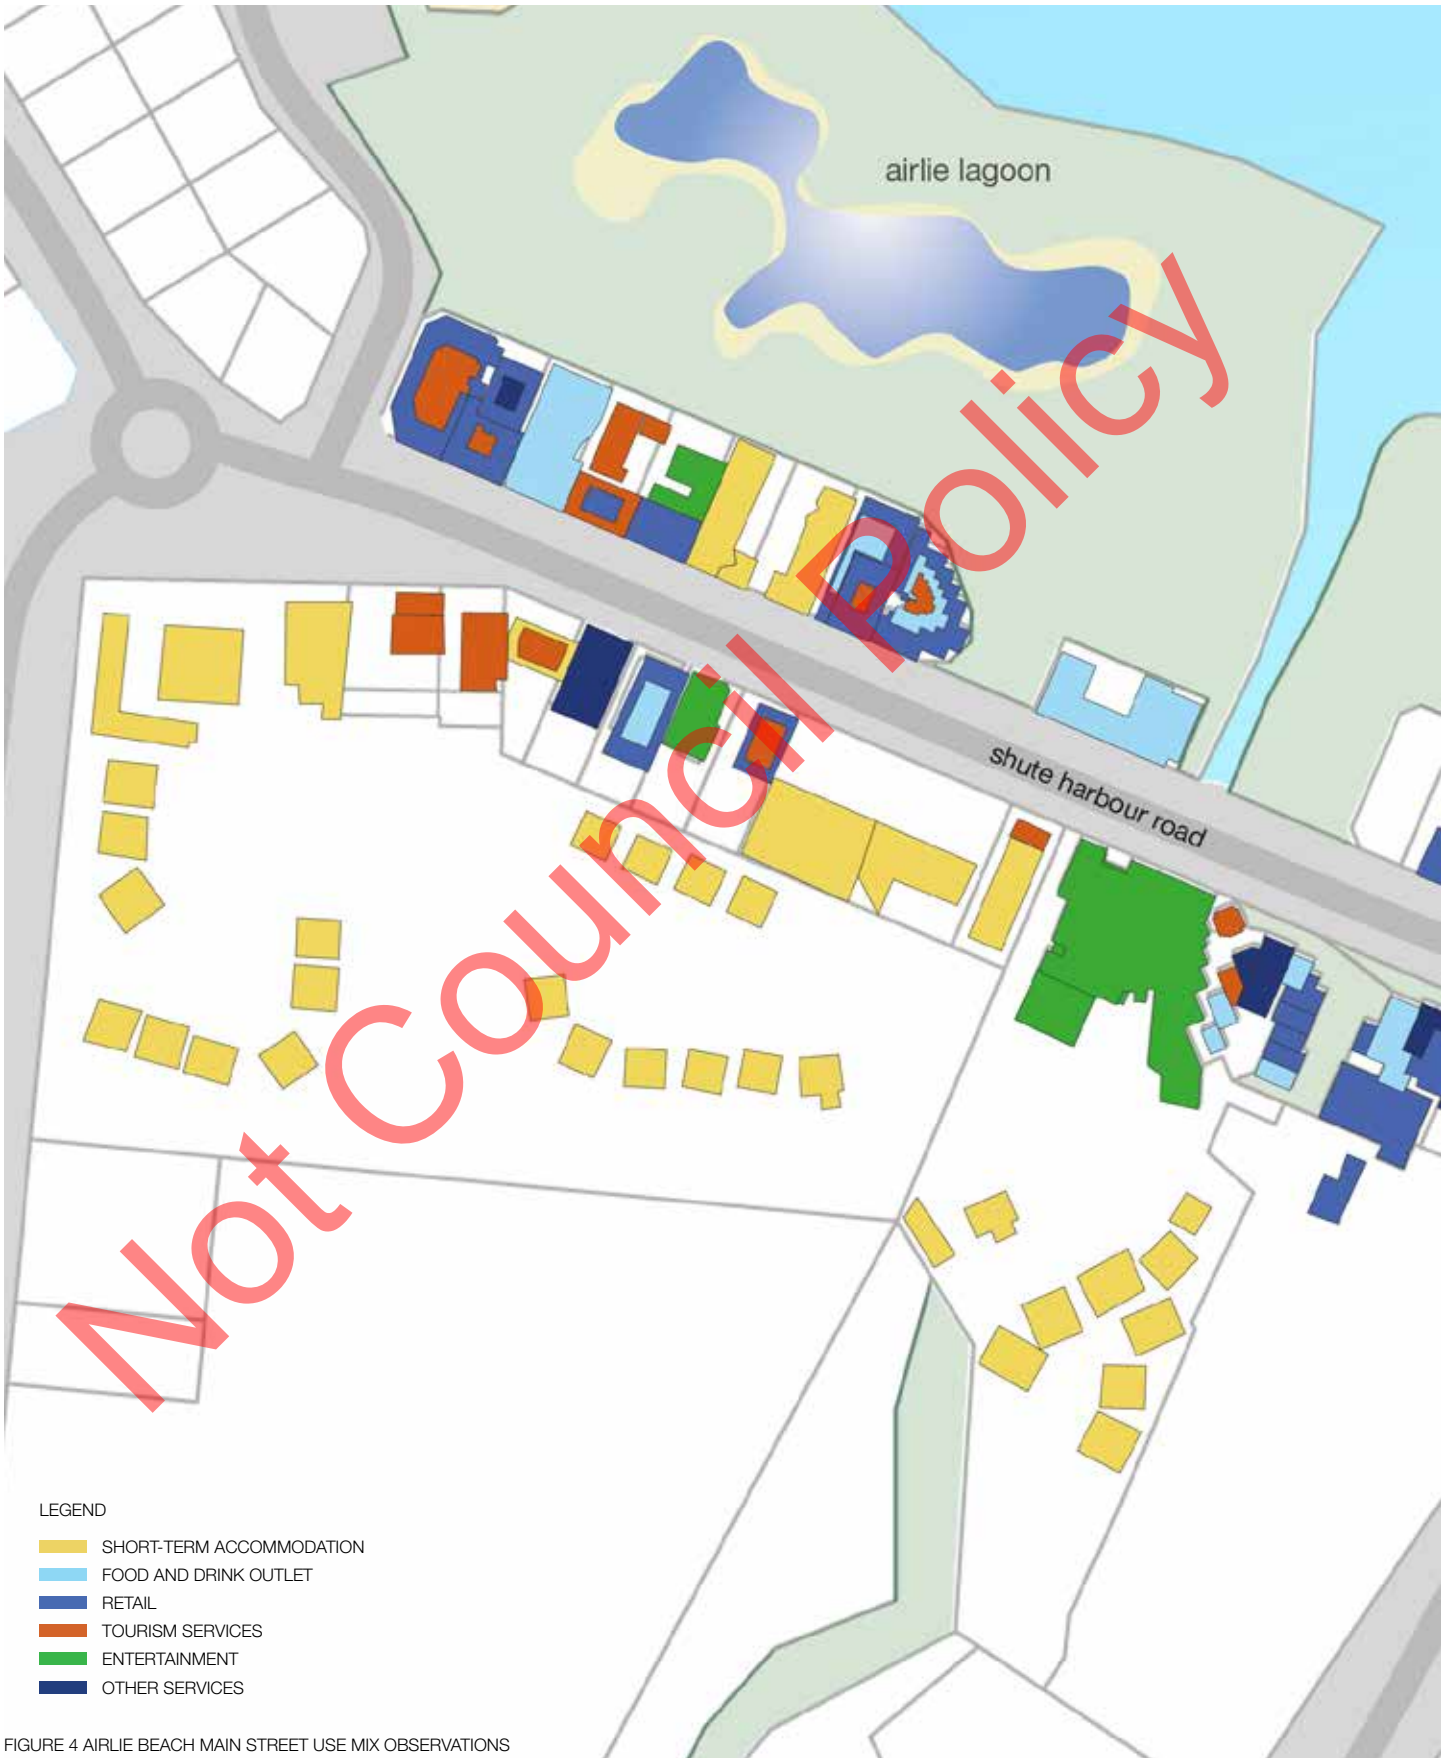 airlie lagoon
shute harbour road
Not Council Policy
LEGEND
SHORT-TERM ACCOMMODATION
FOOD AND DRINK OUTLET
RETAIL
TOURISM SERVICES
ENTERTAINMENT
OTHER SERVICES
FIGURE 4 AIRLIE BEACH MAIN STREET USE MIX OBSERVATIONS